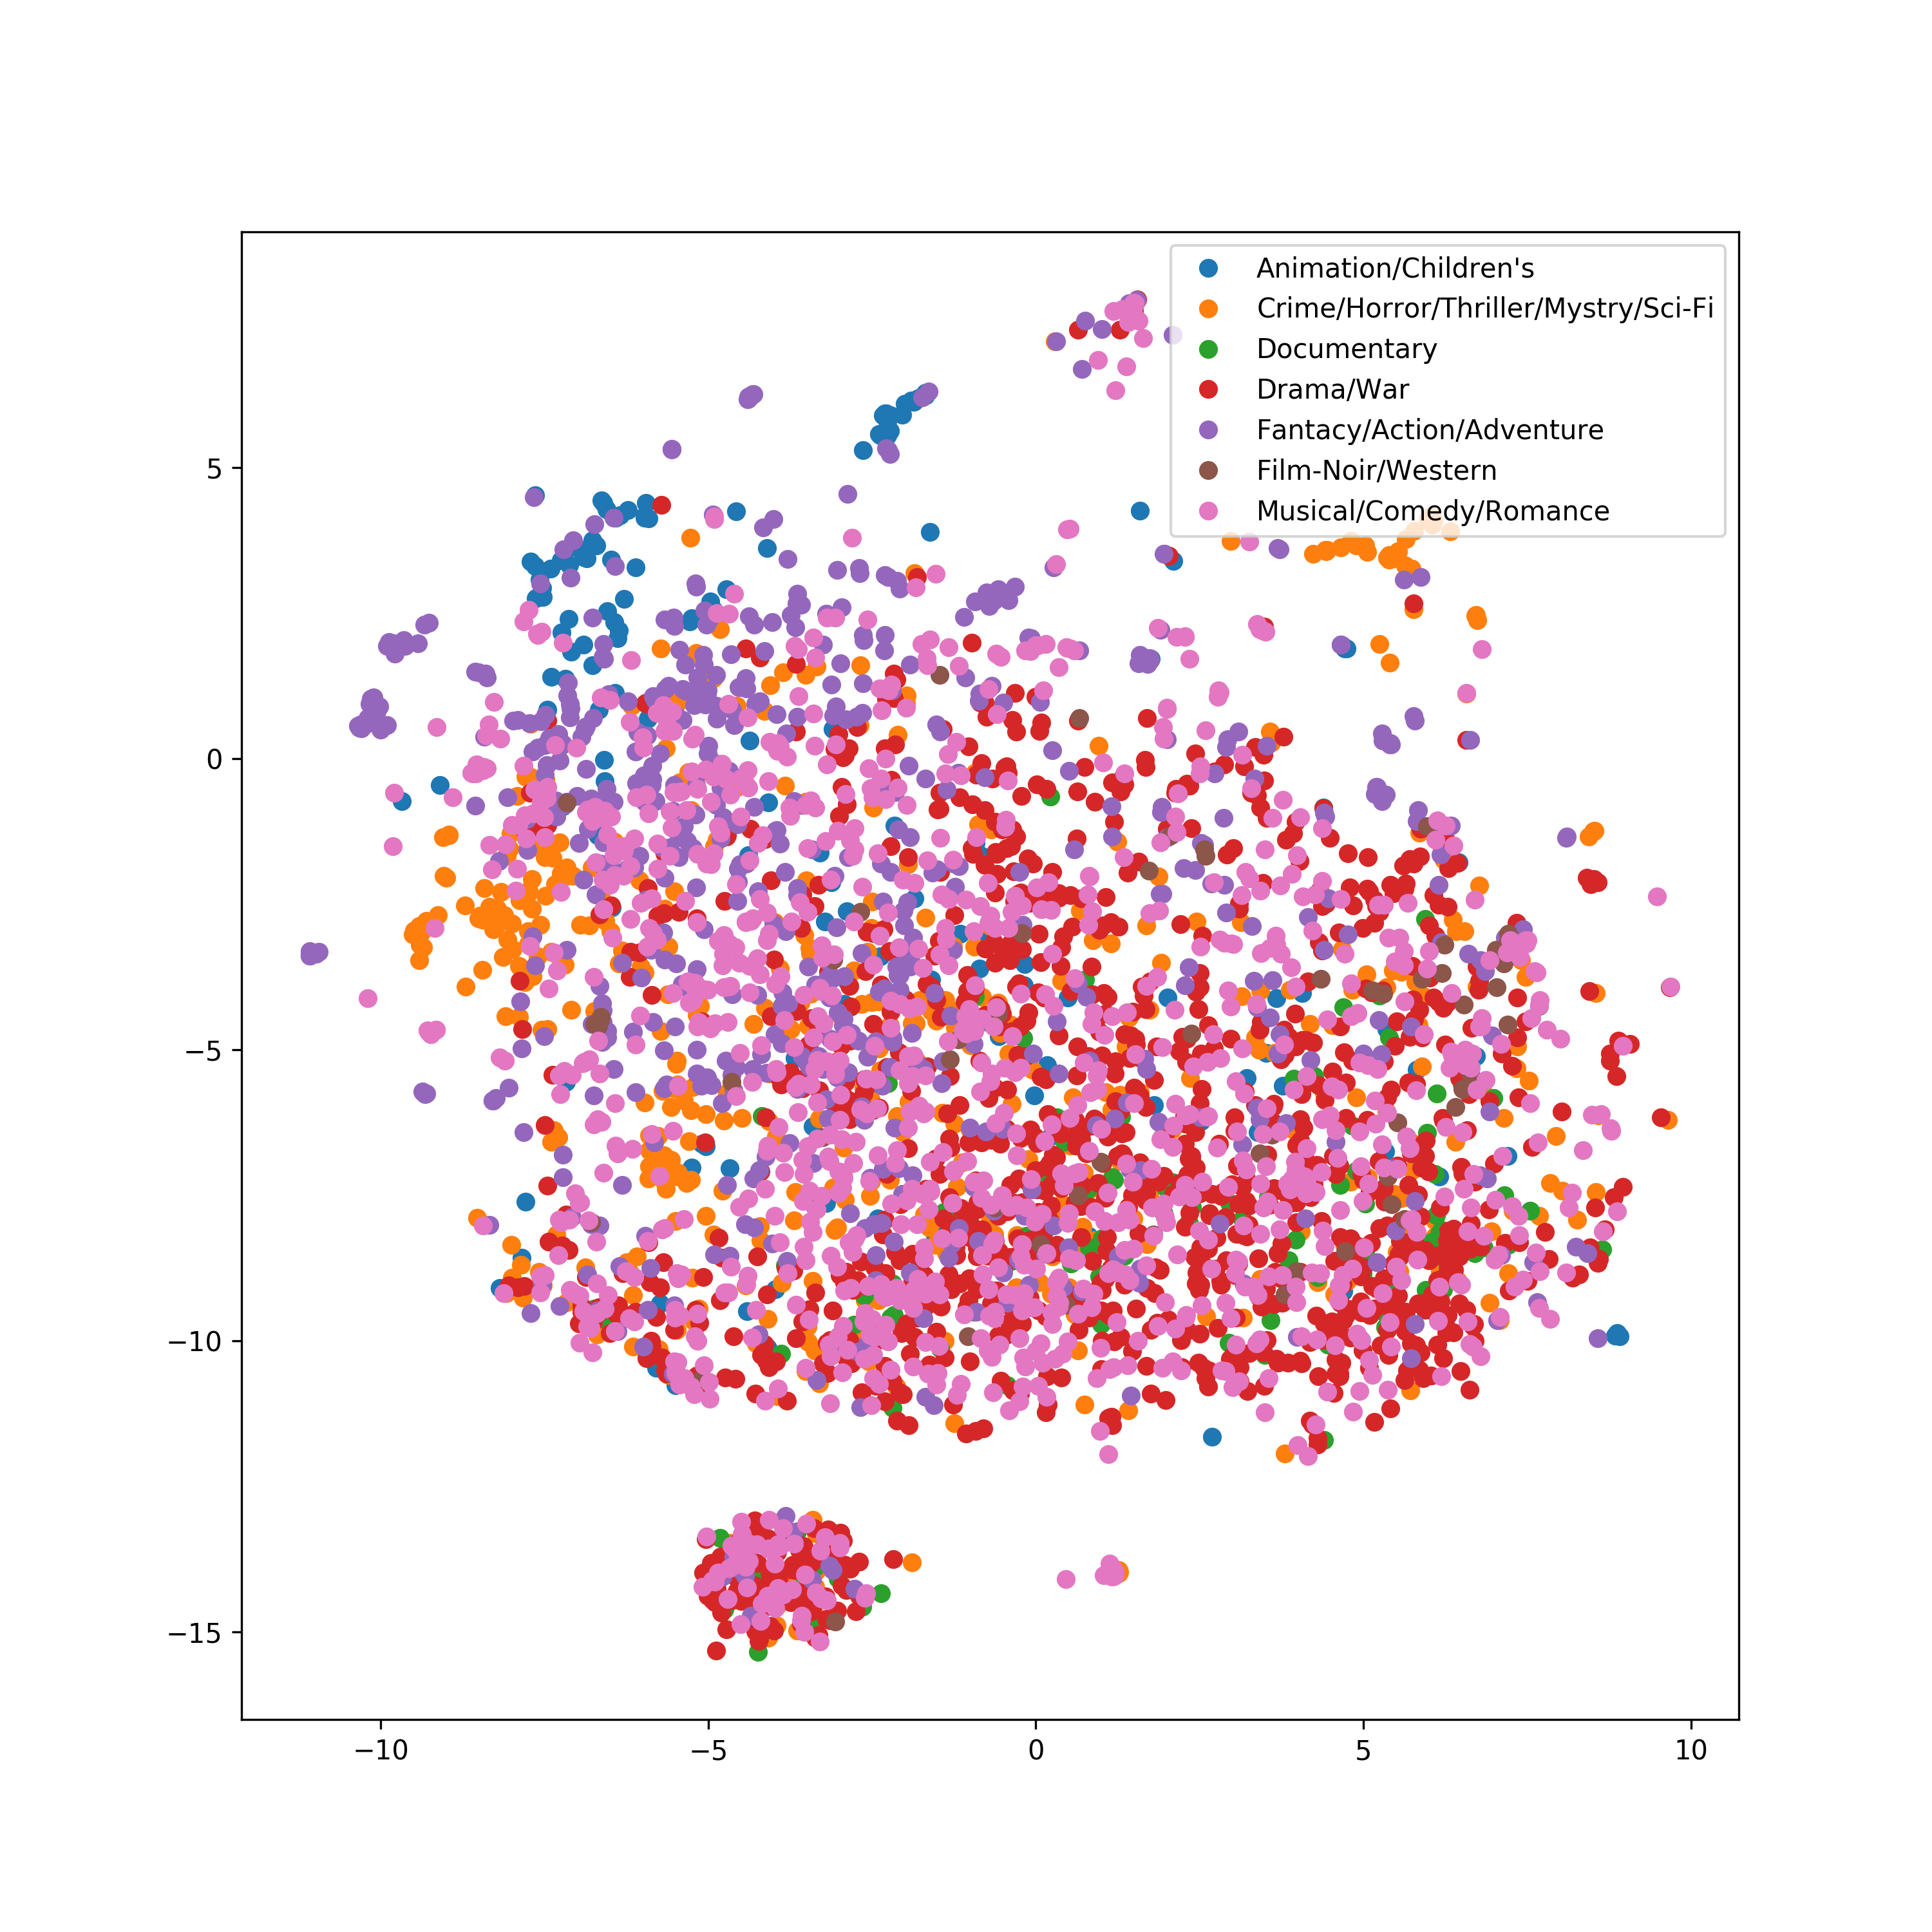 Animation/Children's
Crime/Horror/Thriller/Mystry/Sci-Fi
Documentary
Drama/War
Fantacy/Action/Adventure
Film-Noir/Western
Musical/Comedy/Romance
5
0
−5
−10
−15
−10 −5 0 5 10